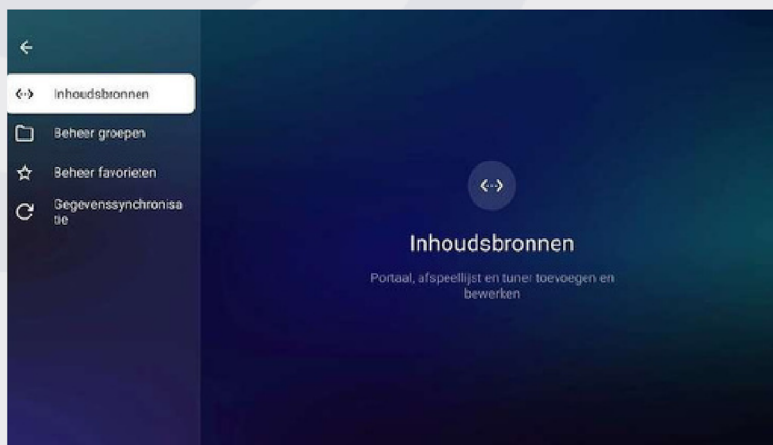 Inhoudsbronnen
Beheer groepen
Beheer favorieten
Gegevenssynchronisa
tie
Inhoudsbronnen
Portaal, afspeellijst en tuner toevoegen en
bewerken